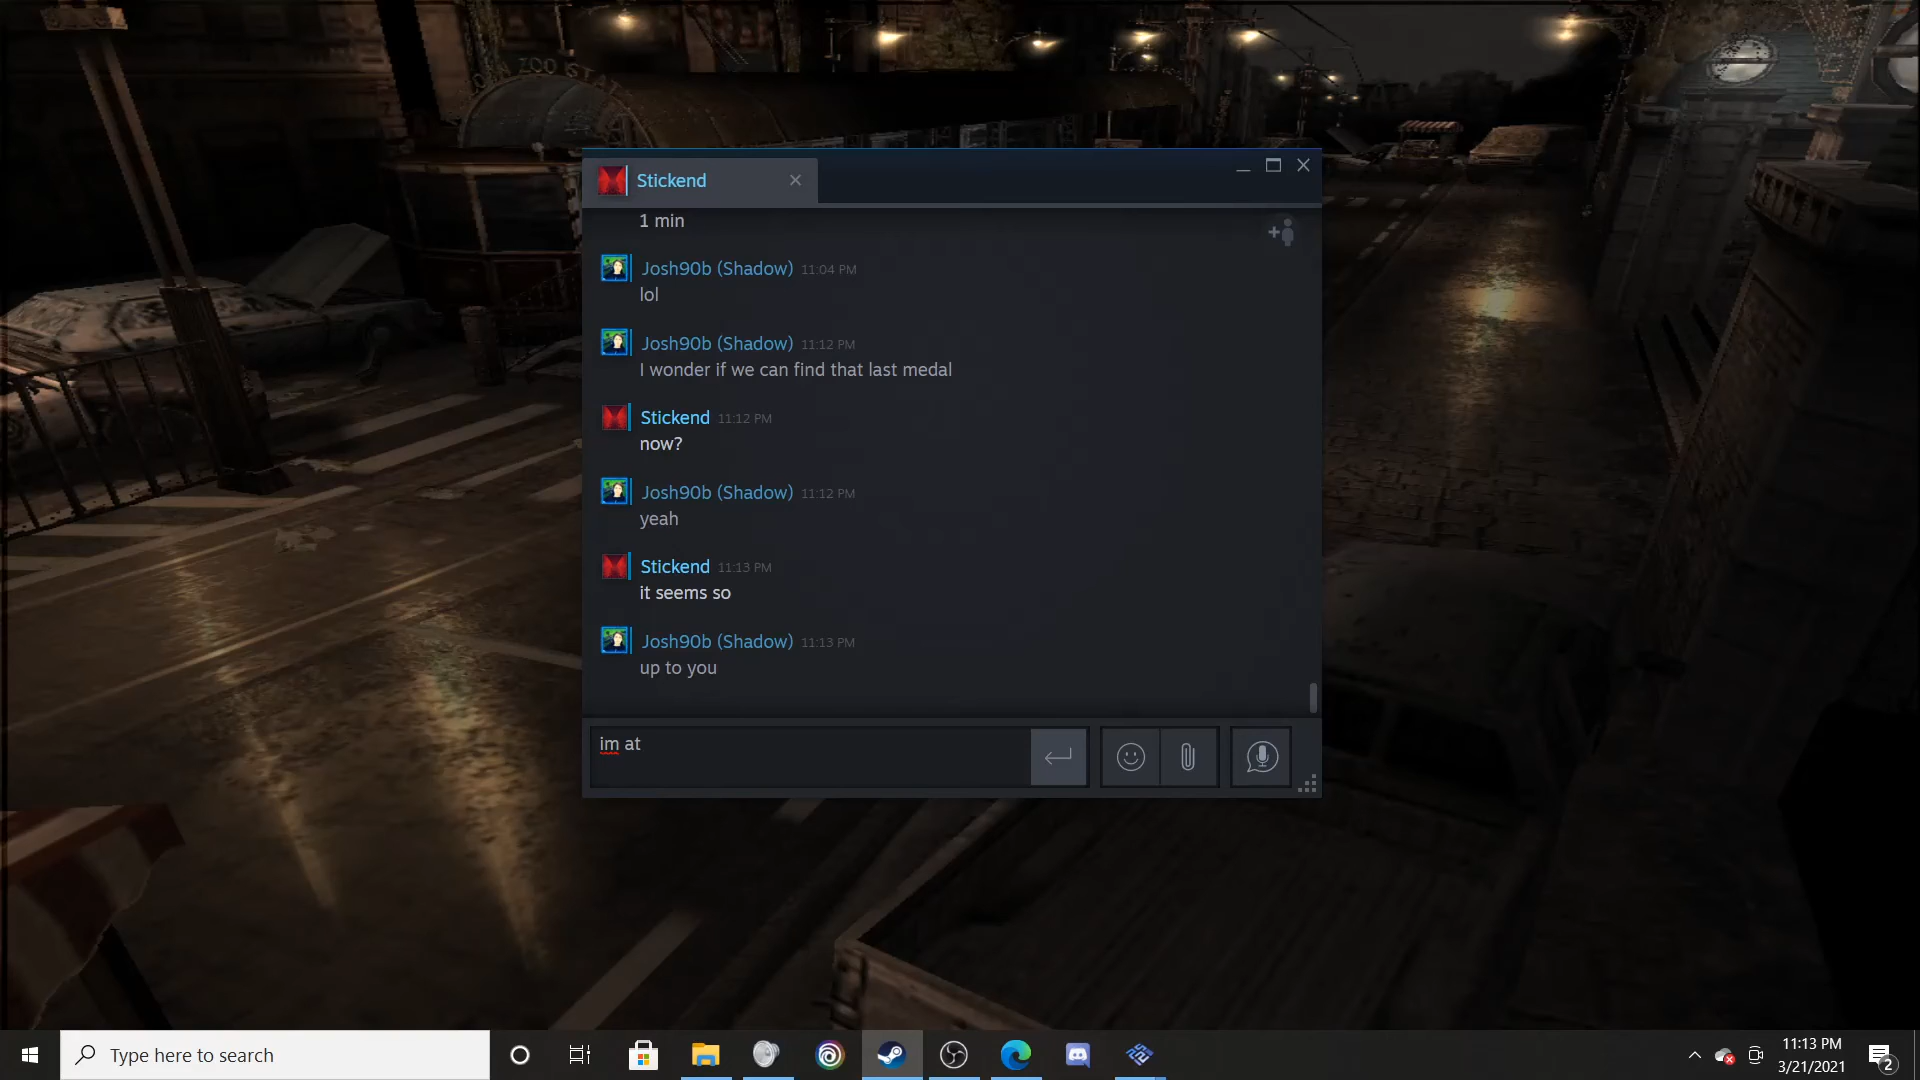 Stickend
1 min
Josh90b (Shadow) 11:04 PM
lol
Josh90b (Shadow) 11:12 PM
I wonder if we can find that last medal
Stickend 11:12 PM
now?
Josh90b (Shadow) 11:12 PM
yeah
Stickend 11:13 PM
it seems so
Josh90b (Shadow) 11:13 PM
up to you
im at
Type here to search
11:13 PM
3/21/2021
2